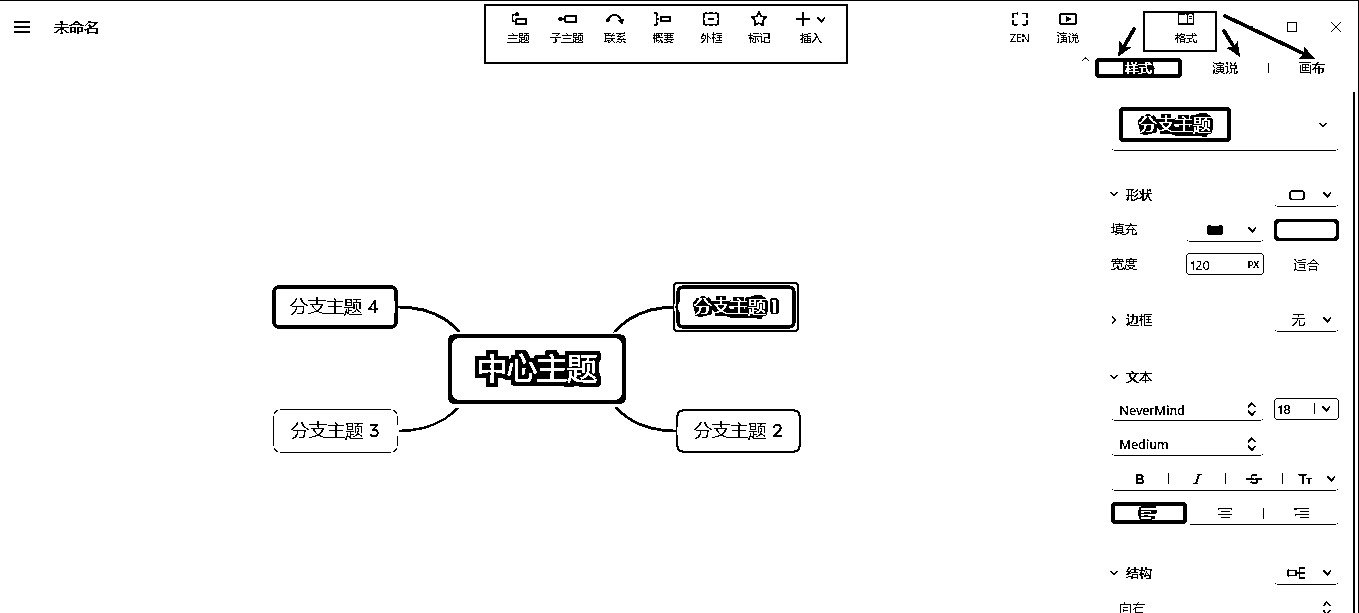 未命名
主题 子主题 联系 概要 外框 标记 插入
ZEN 演说 格式
样式 演说 画布
分支主题
形状
填充
宽度 120 PX 适合
边框 无
文本
NeverMind 18
Medium
B I S Tт
结构
向右
分支主题 4
分支主题 1
中心主题
分支主题 3
分支主题 2